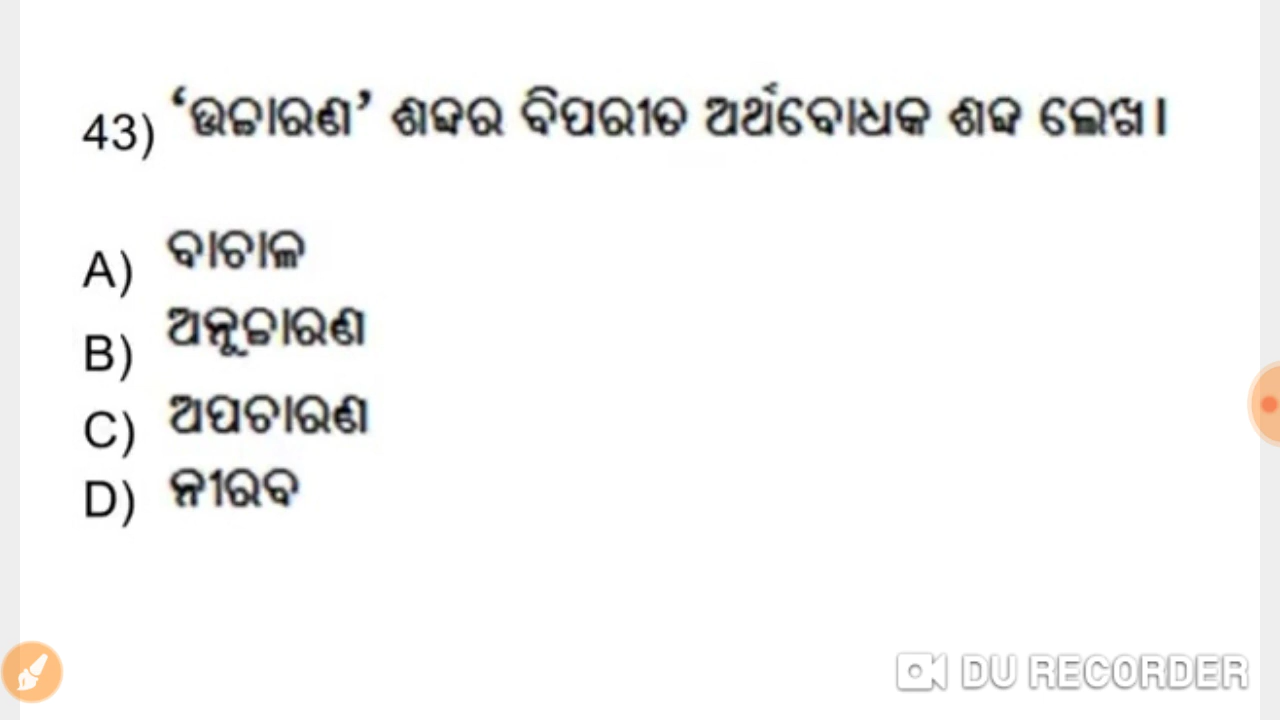 43) ‘ଉଚ୍ଚାରଣ’ ଶବ୍ଦର ବିପରୀତ ଅର୍ଥବୋଧକ ଶବ୍ଦ ଲେଖ।
A) ବାଚାଳ
B) ଅନୁଚ୍ଚାରଣ
C) ଅପଚାରଣ
D) ନୀରବ
DU RECORDER